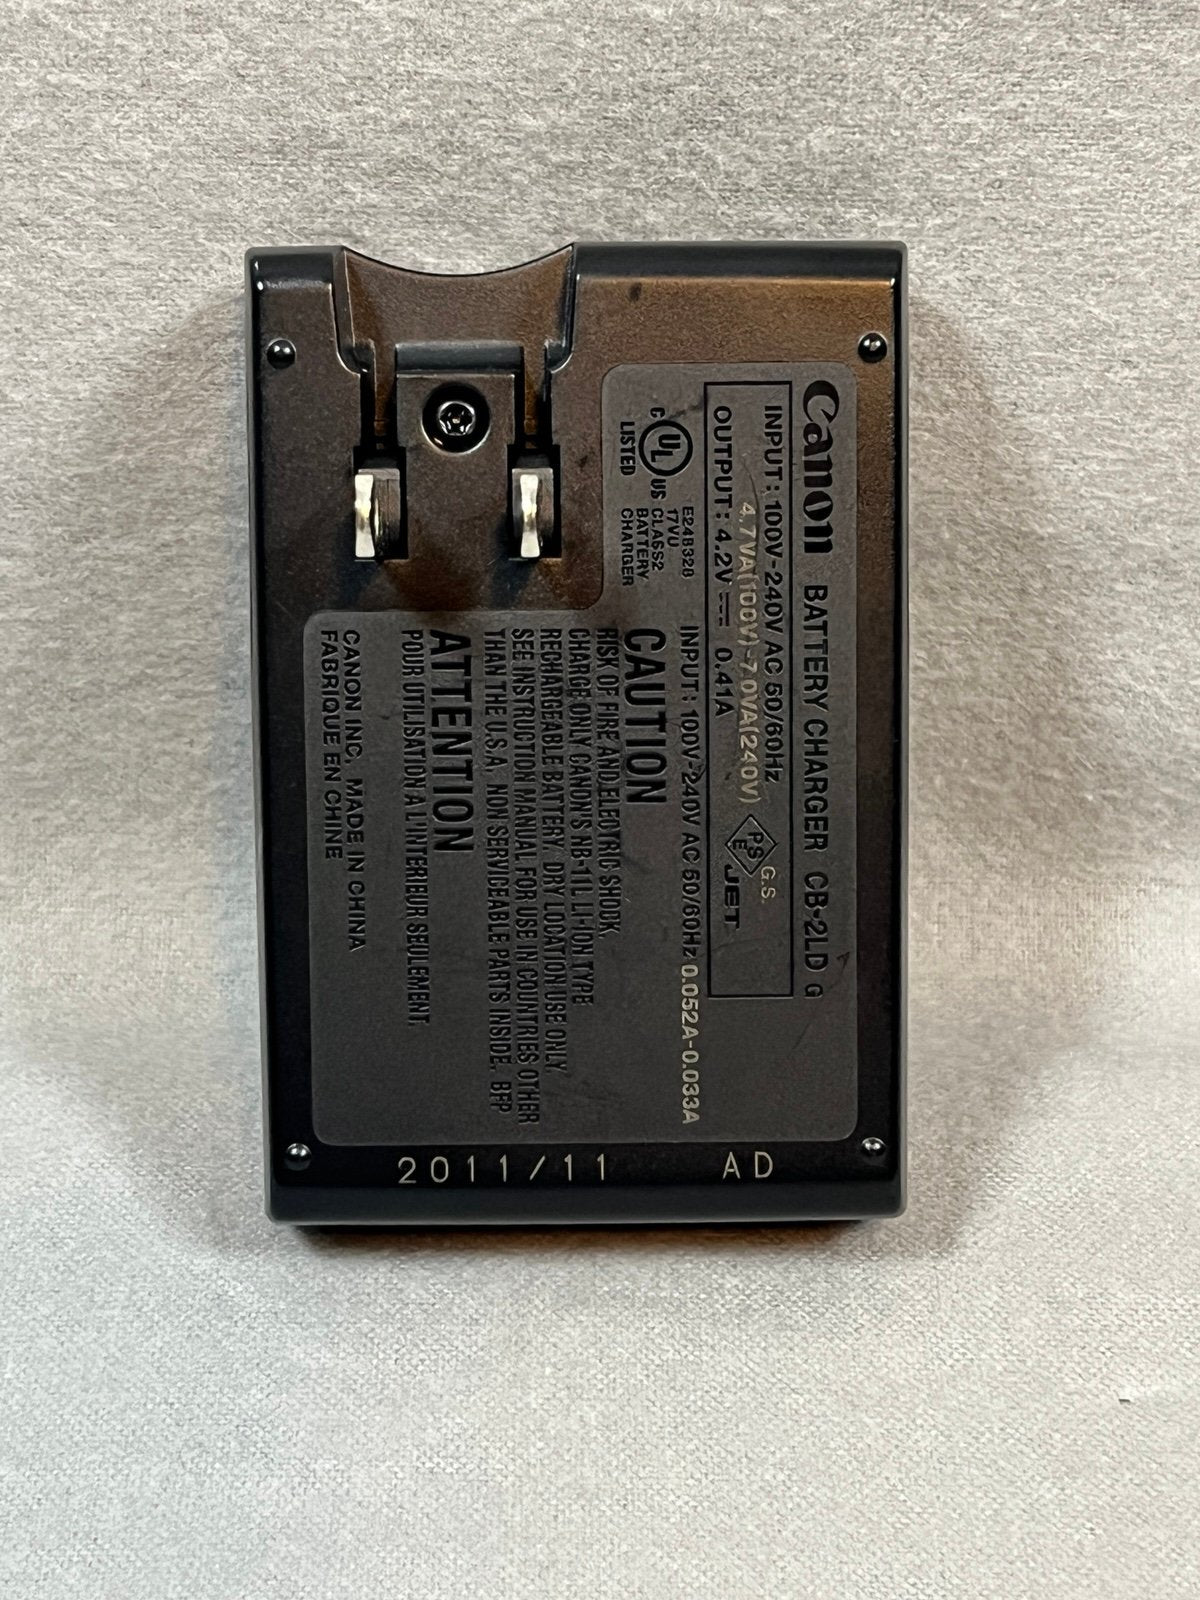 Canon BATTERY CHARGER CB-2LD G
INPUT : 100V-240V AC 50/60Hz
4.7VA(100V)-7.0VA(240V)
OUTPUT : 4.2V ⎓ 0.41A
PSE
G.S.
JET
C UL US
LISTED
E248320
17VU
CLASS2
BATTERY
CHARGER
INPUT : 100V-240V AC 50/60Hz 0.052A-0.033A
CAUTION
RISK OF FIRE AND ELECTRIC SHOCK.
CHARGE ONLY CANON'S NB-11L LI-ION TYPE
RECHARGEABLE BATTERY. DRY LOCATION USE ONLY.
SEE INSTRUCTION MANUAL FOR USE IN COUNTRIES OTHER
THAN THE U.S.A. NON SERVICEABLE PARTS INSIDE. BFP
ATTENTION
POUR UTILISATION A L'INTERIEUR SEULEMENT.
CANON INC. MADE IN CHINA
FABRIQUE EN CHINE
2011/11 AD